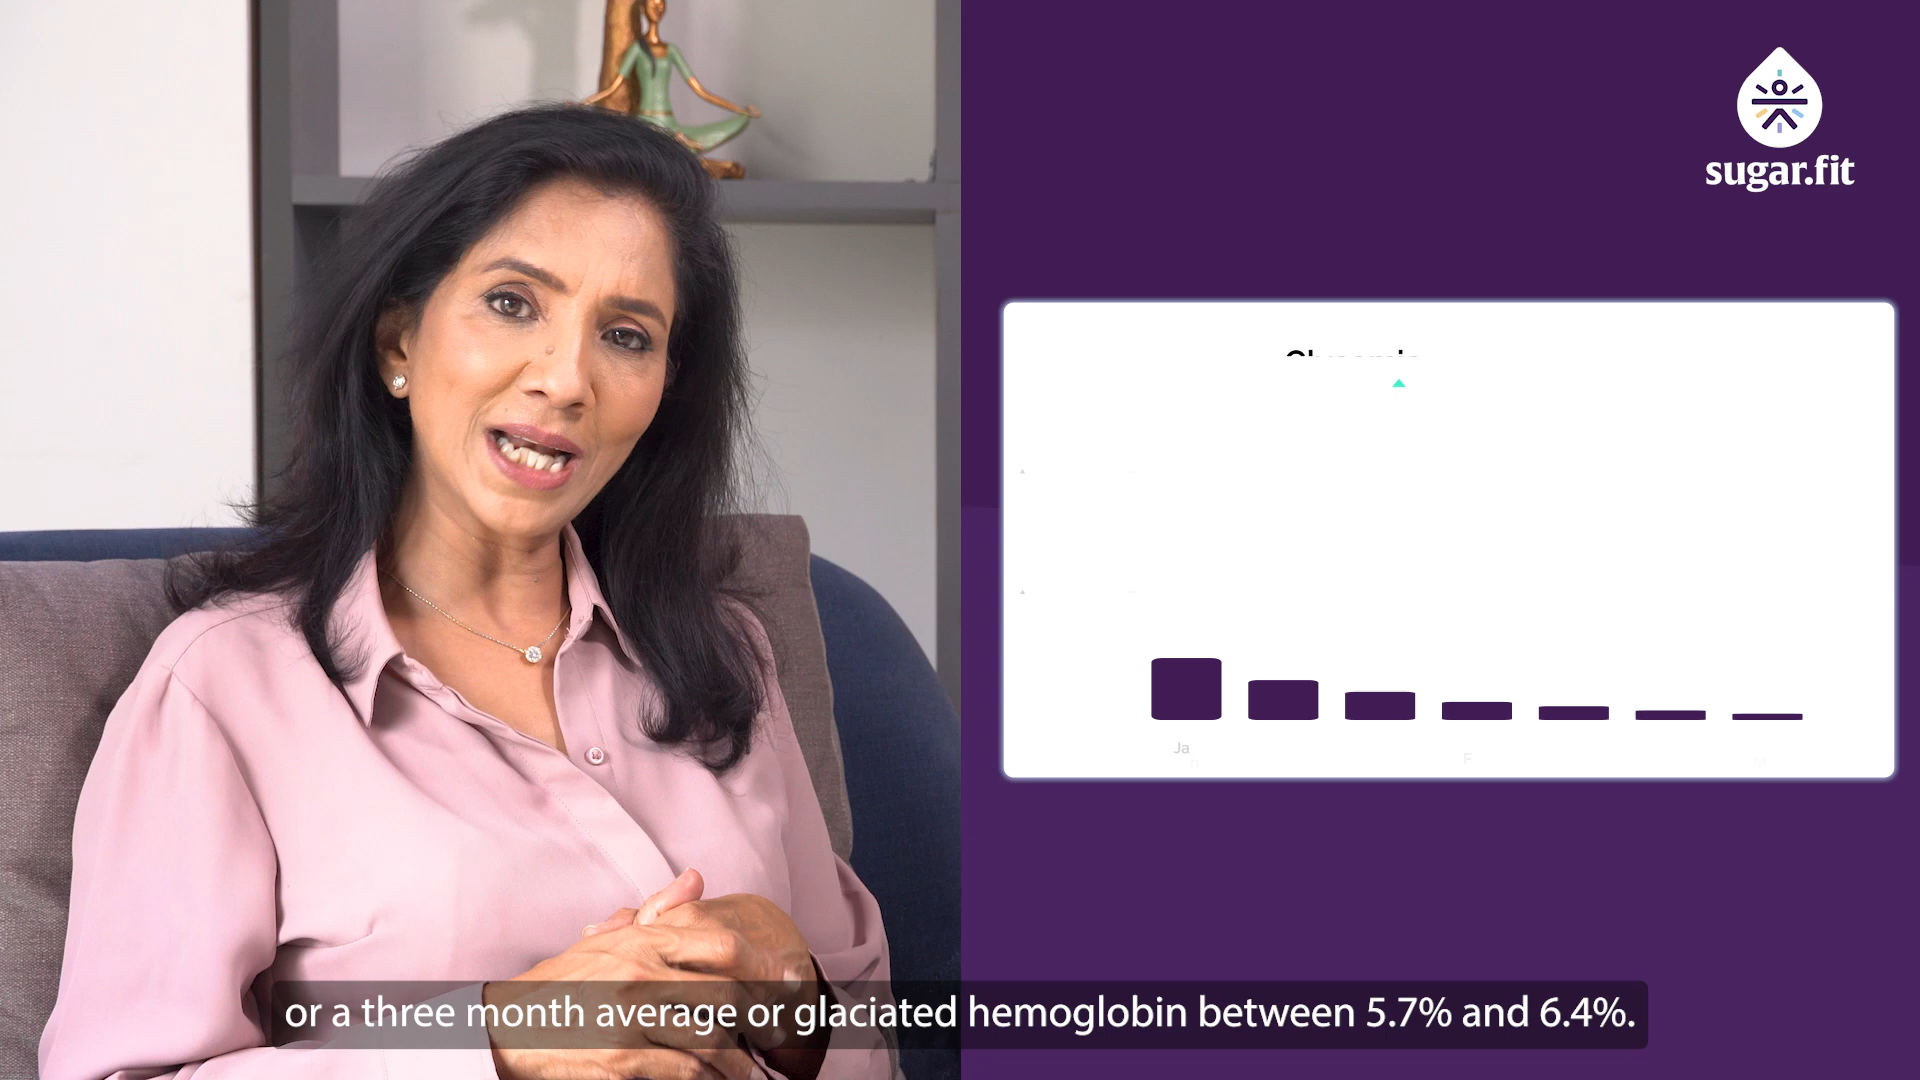 sugar.fit
Ja
F
M
or a three month average or glaciated hemoglobin between 5.7% and 6.4%.